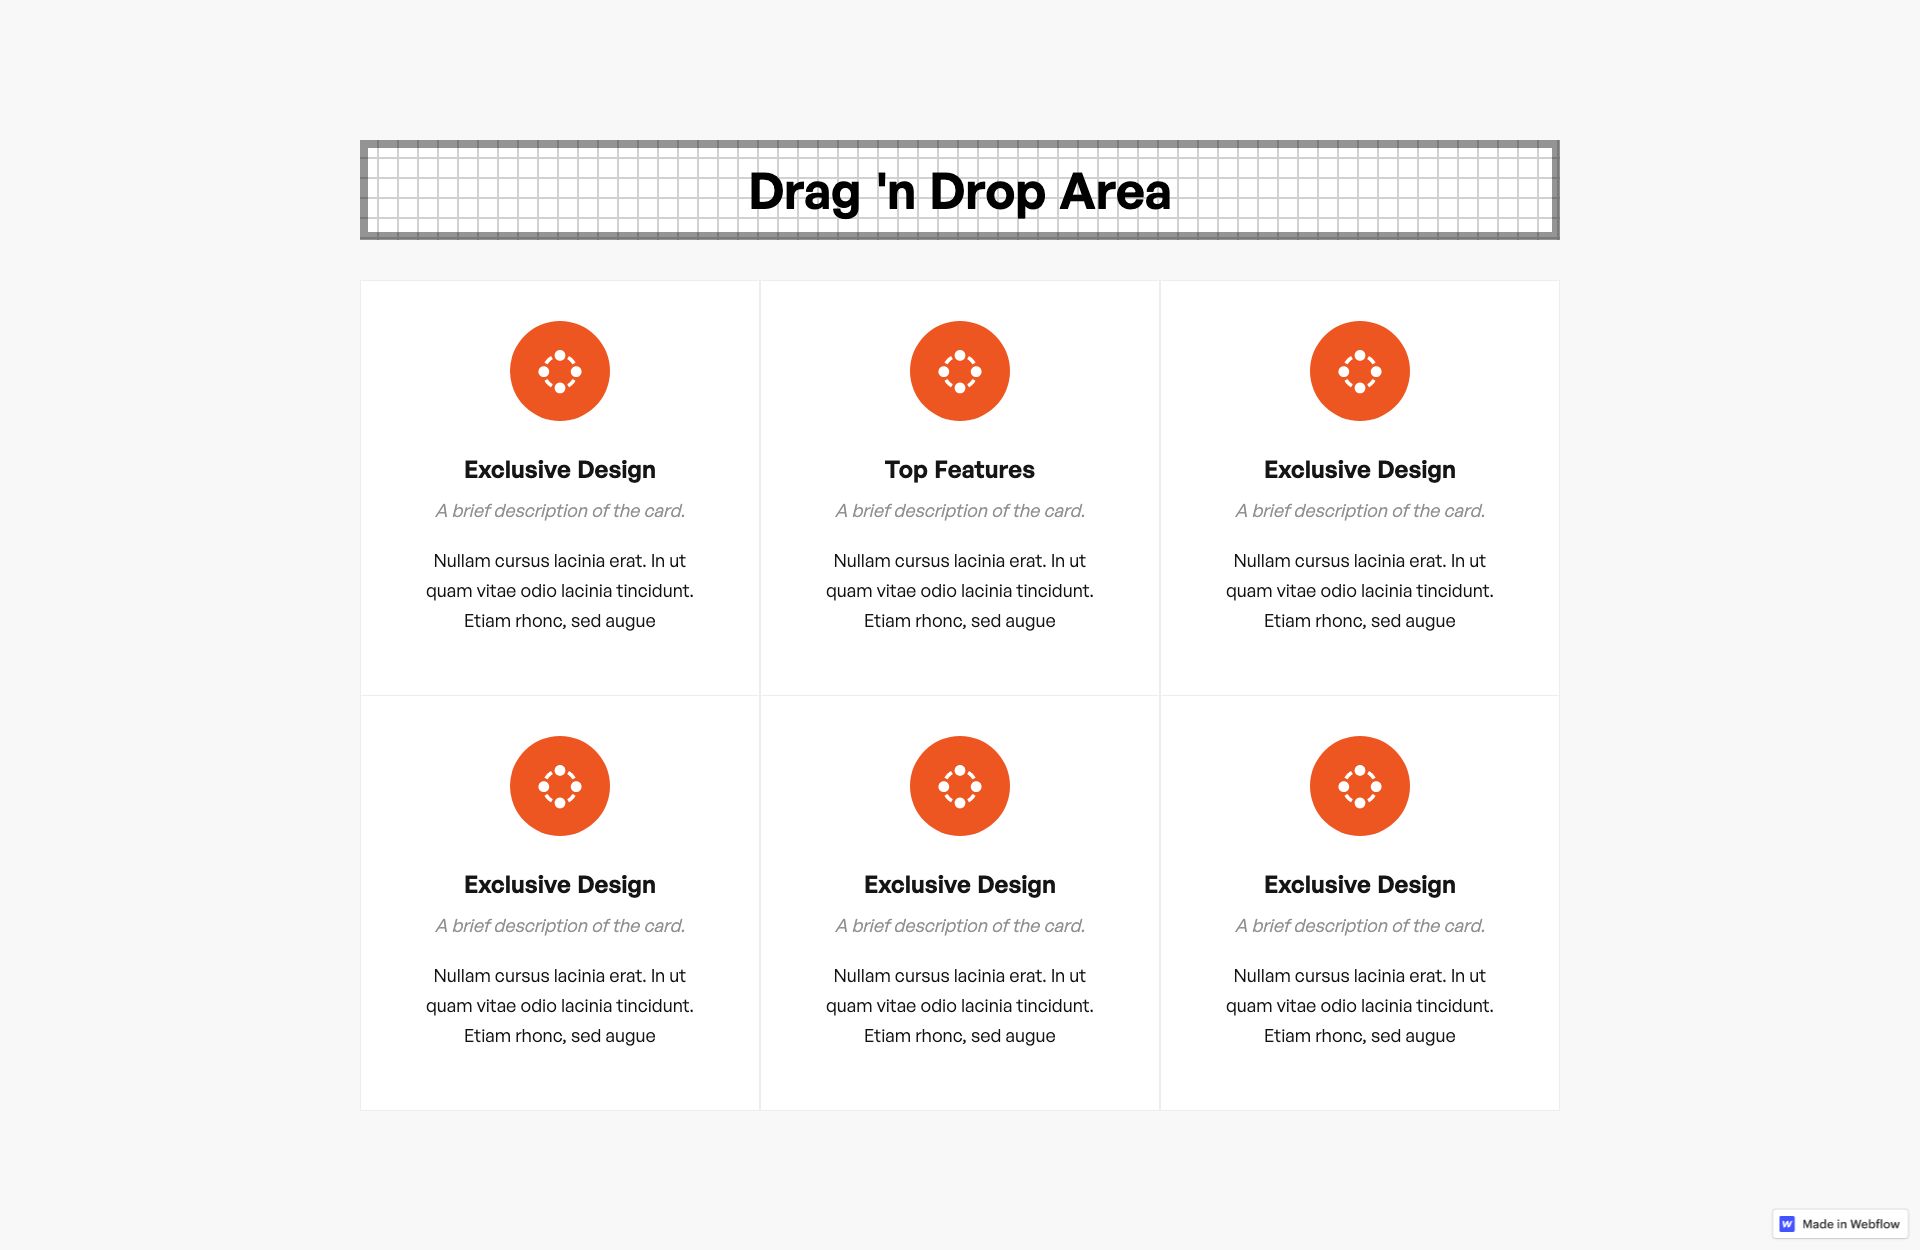 Drag 'n Drop Area
Exclusive Design
A brief description of the card.
Nullam cursus lacinia erat. In ut
quam vitae odio lacinia tincidunt.
Etiam rhonc, sed augue
Top Features
A brief description of the card.
Nullam cursus lacinia erat. In ut
quam vitae odio lacinia tincidunt.
Etiam rhonc, sed augue
Exclusive Design
A brief description of the card.
Nullam cursus lacinia erat. In ut
quam vitae odio lacinia tincidunt.
Etiam rhonc, sed augue
Exclusive Design
A brief description of the card.
Nullam cursus lacinia erat. In ut
quam vitae odio lacinia tincidunt.
Etiam rhonc, sed augue
Exclusive Design
A brief description of the card.
Nullam cursus lacinia erat. In ut
quam vitae odio lacinia tincidunt.
Etiam rhonc, sed augue
Exclusive Design
A brief description of the card.
Nullam cursus lacinia erat. In ut
quam vitae odio lacinia tincidunt.
Etiam rhonc, sed augue
Made in Webflow